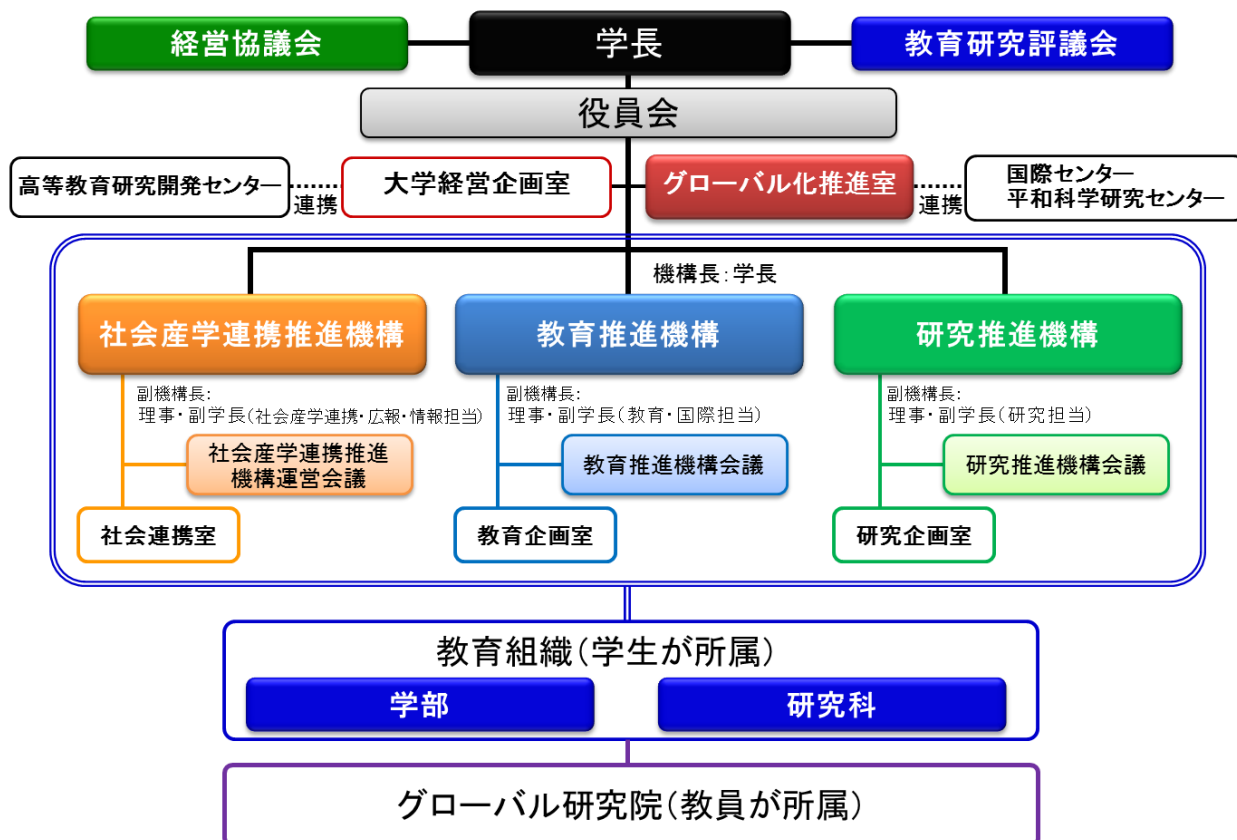 経営協議会
学長
教育研究評議会
役員会
高等教育研究開発センター
連携
大学経営企画室
グローバル化推進室
連携
国際センター
平和科学研究センター
機構長:学長
社会産学連携推進機構
教育推進機構
研究推進機構
副機構長:
理事・副学長(社会産学連携・広報・情報担当)
副機構長:
理事・副学長(教育・国際担当)
副機構長:
理事・副学長(研究担当)
社会産学連携推進
機構運営会議
教育推進機構会議
研究推進機構会議
社会連携室
教育企画室
研究企画室
教育組織(学生が所属)
学部
研究科
グローバル研究院(教員が所属)